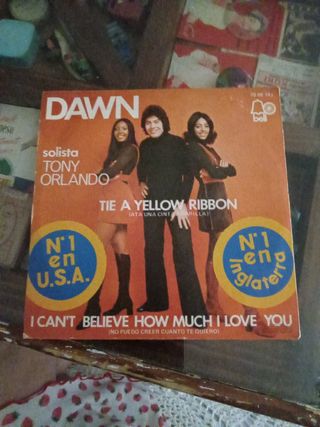 DAWN
bell
solista
TONY
ORLANDO
TIE A YELLOW RIBBON
(ATA UNA CINTA AMARILLA)
N°1
en
U.S.A.
N°1
en
Inglaterra
I CAN'T BELIEVE HOW MUCH I LOVE YOU
(NO PUEDO CREER CUANTO TE QUIERO)